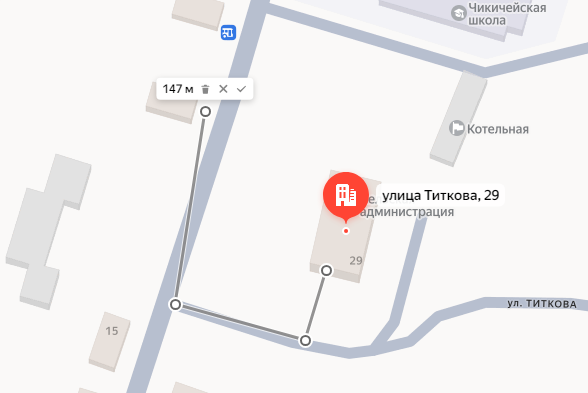 Чикичейская
школа
147 м
Котельная
улица Титкова, 29
администрация
29
ул. ТИТКОВА
15